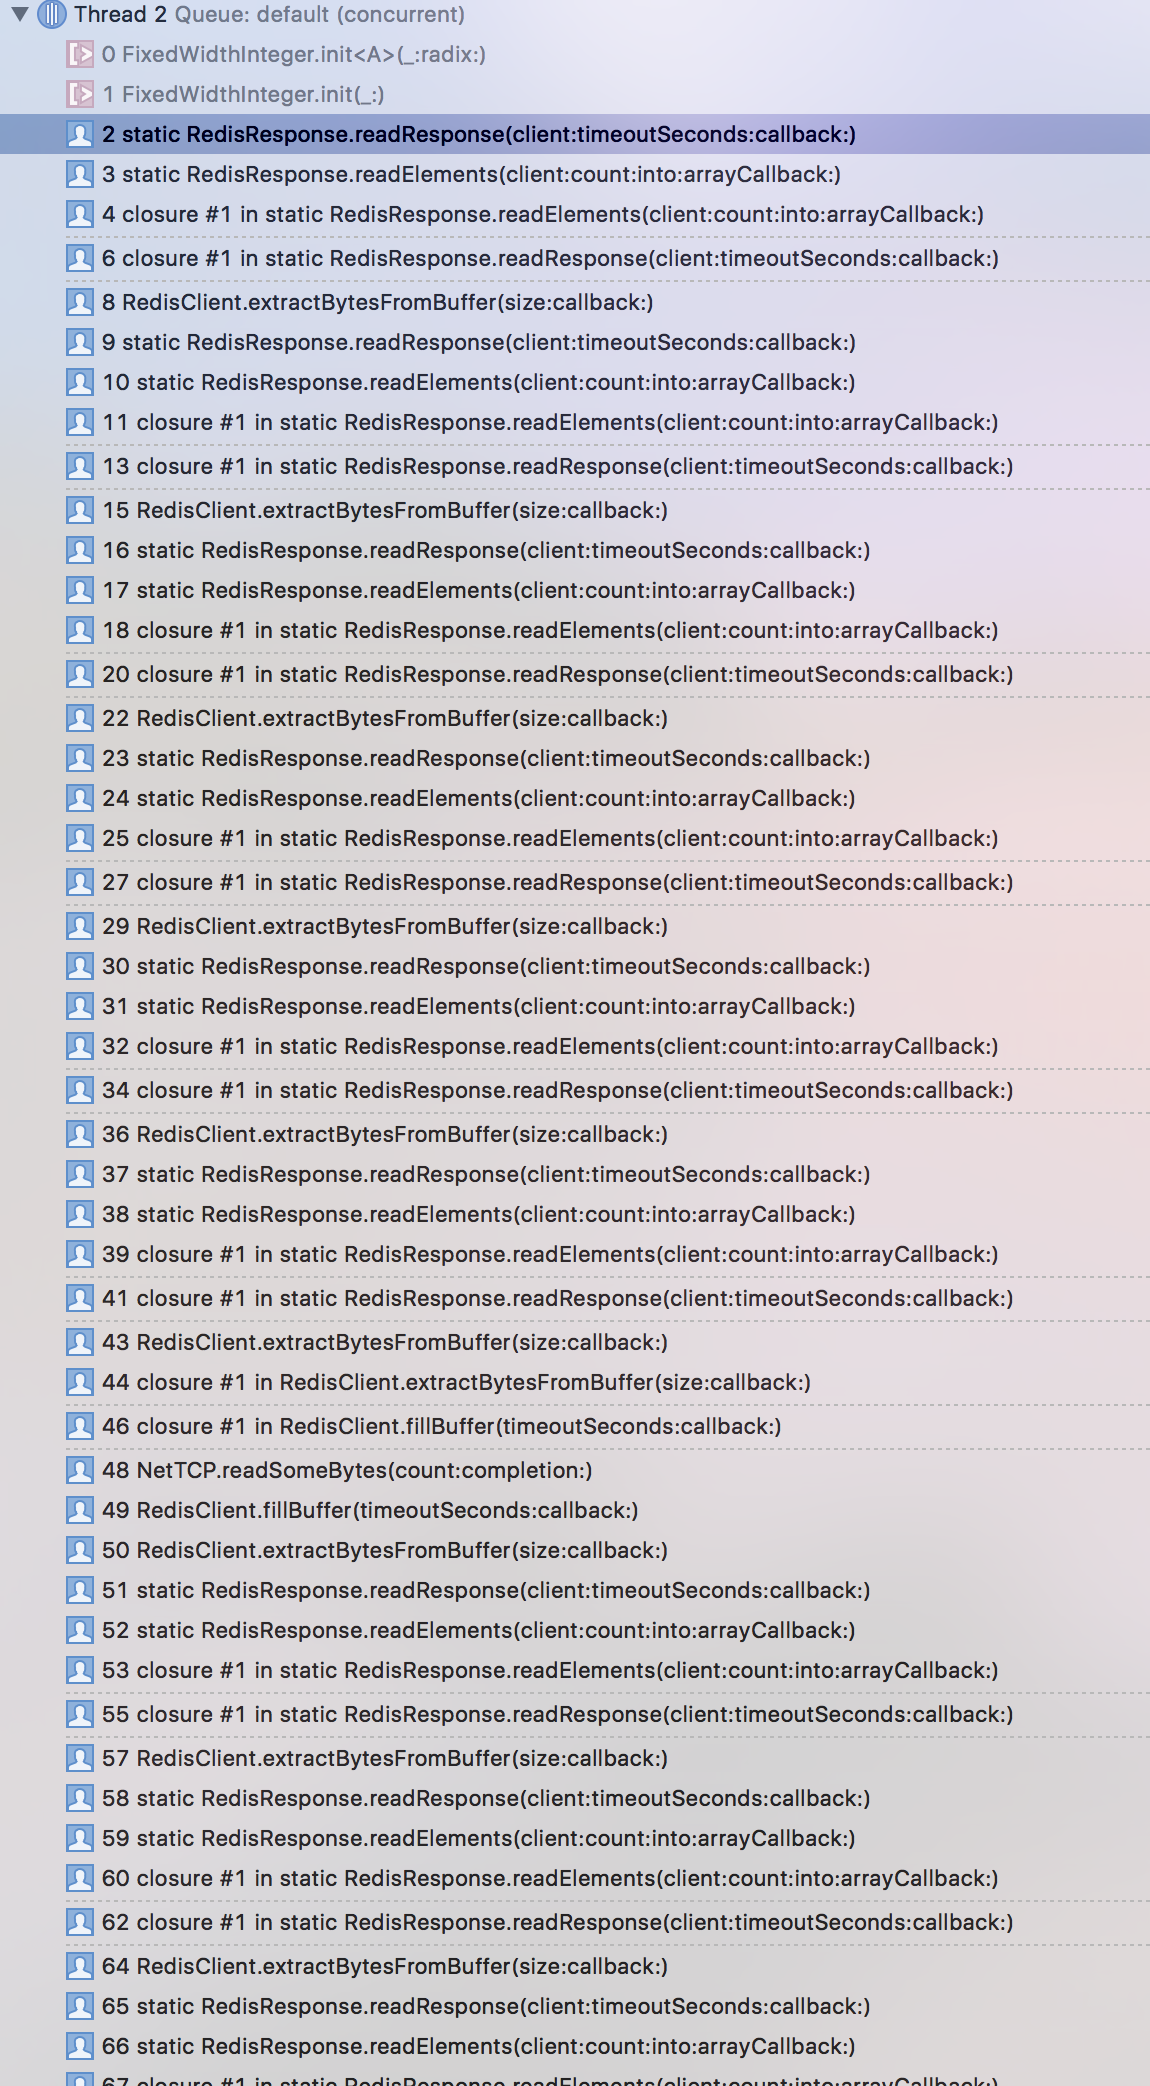 Thread 2 Queue: default (concurrent)
0 FixedWidthInteger.init<A>(_:radix:)
1 FixedWidthInteger.init(_:)
2 static RedisResponse.readResponse(client:timeoutSeconds:callback:)
3 static RedisResponse.readElements(client:count:into:arrayCallback:)
4 closure #1 in static RedisResponse.readElements(client:count:into:arrayCallback:)
6 closure #1 in static RedisResponse.readResponse(client:timeoutSeconds:callback:)
8 RedisClient.extractBytesFromBuffer(size:callback:)
9 static RedisResponse.readResponse(client:timeoutSeconds:callback:)
10 static RedisResponse.readElements(client:count:into:arrayCallback:)
11 closure #1 in static RedisResponse.readElements(client:count:into:arrayCallback:)
13 closure #1 in static RedisResponse.readResponse(client:timeoutSeconds:callback:)
15 RedisClient.extractBytesFromBuffer(size:callback:)
16 static RedisResponse.readResponse(client:timeoutSeconds:callback:)
17 static RedisResponse.readElements(client:count:into:arrayCallback:)
18 closure #1 in static RedisResponse.readElements(client:count:into:arrayCallback:)
20 closure #1 in static RedisResponse.readResponse(client:timeoutSeconds:callback:)
22 RedisClient.extractBytesFromBuffer(size:callback:)
23 static RedisResponse.readResponse(client:timeoutSeconds:callback:)
24 static RedisResponse.readElements(client:count:into:arrayCallback:)
25 closure #1 in static RedisResponse.readElements(client:count:into:arrayCallback:)
27 closure #1 in static RedisResponse.readResponse(client:timeoutSeconds:callback:)
29 RedisClient.extractBytesFromBuffer(size:callback:)
30 static RedisResponse.readResponse(client:timeoutSeconds:callback:)
31 static RedisResponse.readElements(client:count:into:arrayCallback:)
32 closure #1 in static RedisResponse.readElements(client:count:into:arrayCallback:)
34 closure #1 in static RedisResponse.readResponse(client:timeoutSeconds:callback:)
36 RedisClient.extractBytesFromBuffer(size:callback:)
37 static RedisResponse.readResponse(client:timeoutSeconds:callback:)
38 static RedisResponse.readElements(client:count:into:arrayCallback:)
39 closure #1 in static RedisResponse.readElements(client:count:into:arrayCallback:)
41 closure #1 in static RedisResponse.readResponse(client:timeoutSeconds:callback:)
43 RedisClient.extractBytesFromBuffer(size:callback:)
44 closure #1 in RedisClient.extractBytesFromBuffer(size:callback:)
46 closure #1 in RedisClient.fillBuffer(timeoutSeconds:callback:)
48 NetTCP.readSomeBytes(count:completion:)
49 RedisClient.fillBuffer(timeoutSeconds:callback:)
50 RedisClient.extractBytesFromBuffer(size:callback:)
51 static RedisResponse.readResponse(client:timeoutSeconds:callback:)
52 static RedisResponse.readElements(client:count:into:arrayCallback:)
53 closure #1 in static RedisResponse.readElements(client:count:into:arrayCallback:)
55 closure #1 in static RedisResponse.readResponse(client:timeoutSeconds:callback:)
57 RedisClient.extractBytesFromBuffer(size:callback:)
58 static RedisResponse.readResponse(client:timeoutSeconds:callback:)
59 static RedisResponse.readElements(client:count:into:arrayCallback:)
60 closure #1 in static RedisResponse.readElements(client:count:into:arrayCallback:)
62 closure #1 in static RedisResponse.readResponse(client:timeoutSeconds:callback:)
64 RedisClient.extractBytesFromBuffer(size:callback:)
65 static RedisResponse.readResponse(client:timeoutSeconds:callback:)
66 static RedisResponse.readElements(client:count:into:arrayCallback:)
67 closure #1 in static RedisResponse.readElements(client:count:into:arrayCallback:)